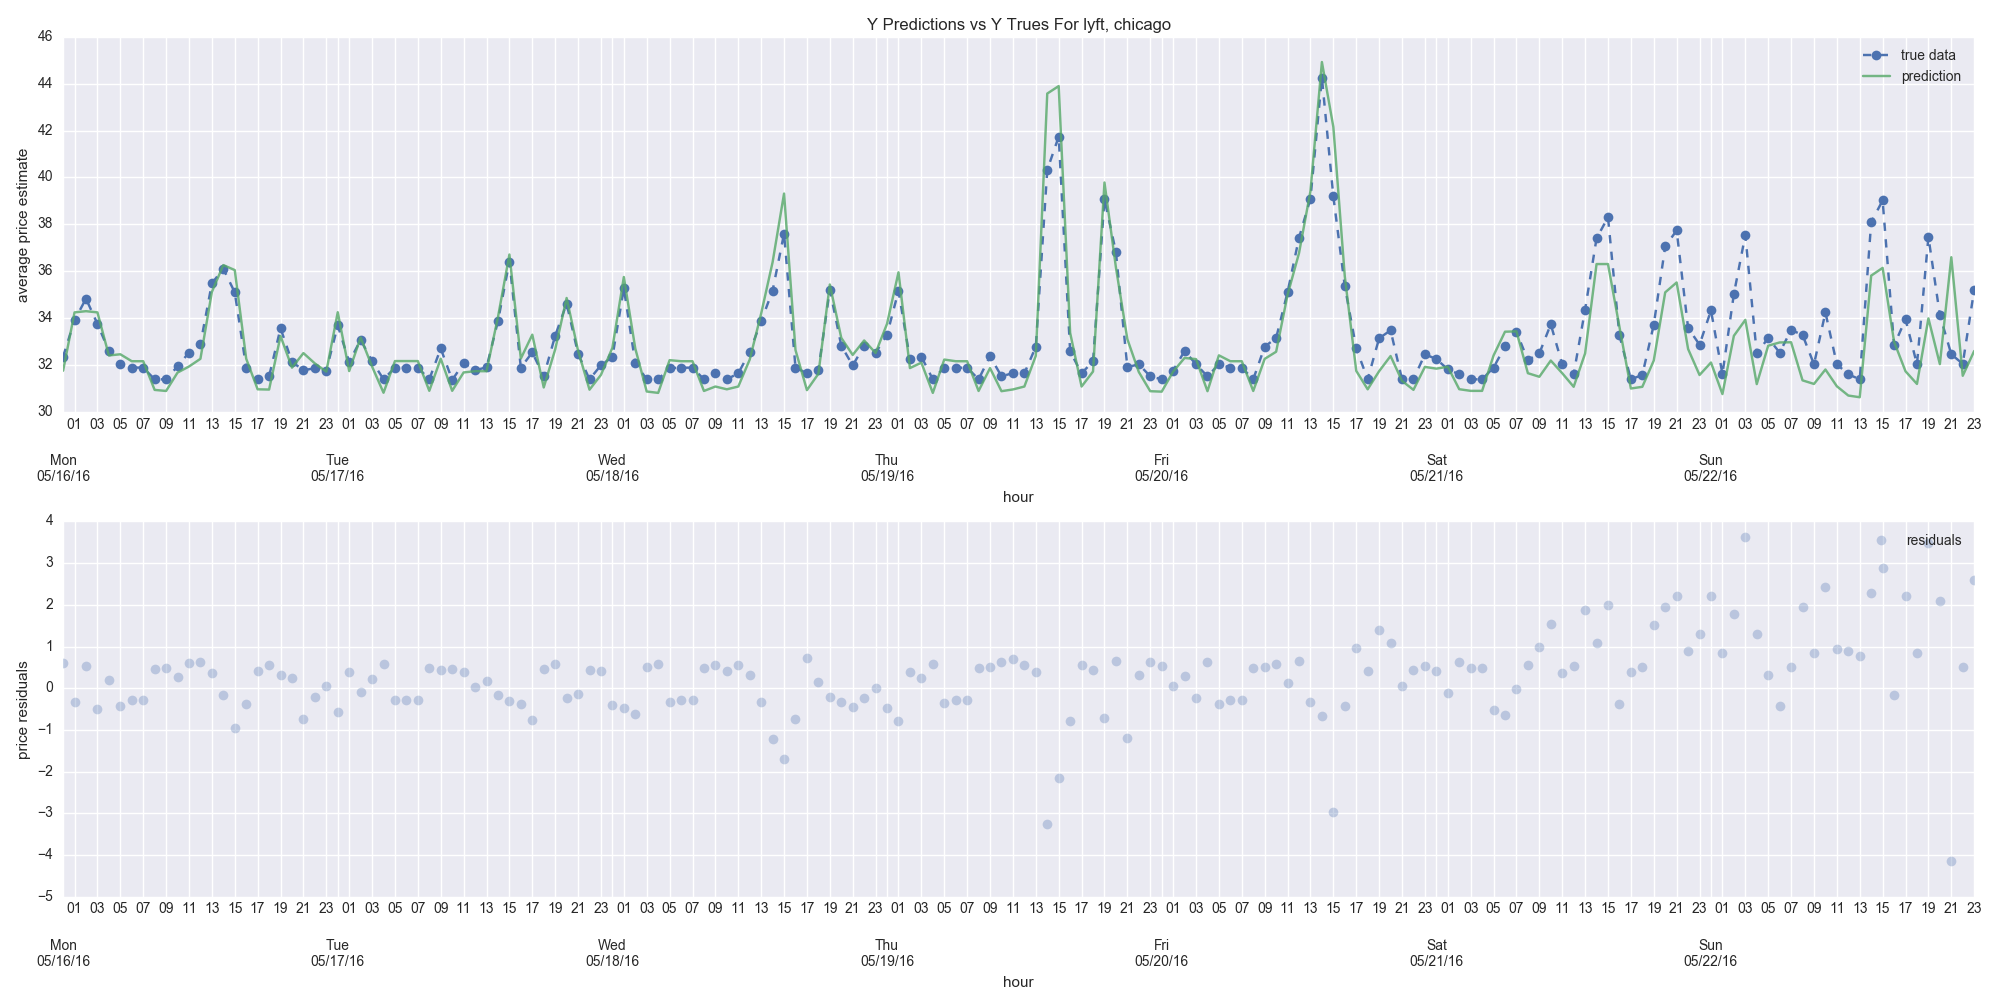 Y Predictions vs Y Trues For lyft, chicago
46
44
42
40
38
36
34
32
30
average price estimate
true data
prediction
01 03 05 07 09 11 13 15 17 19 21 23 01 03 05 07 09 11 13 15 17 19 21 23 01 03 05 07 09 11 13 15 17 19 21 23 01 03 05 07 09 11 13 15 17 19 21 23 01 03 05 07 09 11 13 15 17 19 21 23 01 03 05 07 09 11 13 15 17 19 21 23 01 03 05 07 09 11 13 15 17 19 21 23
Mon Tue Wed Thu Fri Sat Sun
05/16/16 05/17/16 05/18/16 05/19/16 05/20/16 05/21/16 05/22/16
hour
4
3
2
1
0
−1
−2
−3
−4
−5
price residuals
residuals
01 03 05 07 09 11 13 15 17 19 21 23 01 03 05 07 09 11 13 15 17 19 21 23 01 03 05 07 09 11 13 15 17 19 21 23 01 03 05 07 09 11 13 15 17 19 21 23 01 03 05 07 09 11 13 15 17 19 21 23 01 03 05 07 09 11 13 15 17 19 21 23 01 03 05 07 09 11 13 15 17 19 21 23
Mon Tue Wed Thu Fri Sat Sun
05/16/16 05/17/16 05/18/16 05/19/16 05/20/16 05/21/16 05/22/16
hour